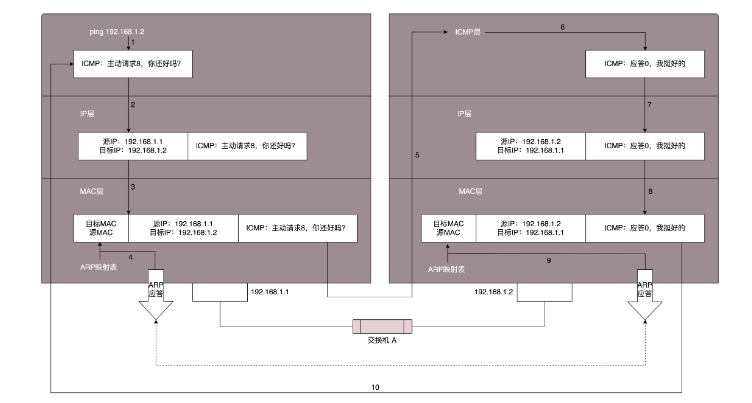 ping 192.168.1.2
1
ICMP：主动请求8，你还好吗？
2
IP层
源IP：192.168.1.1
目标IP：192.168.1.2
ICMP：主动请求8，你还好吗？
3
MAC层
目标MAC
源MAC
源IP：192.168.1.1
目标IP：192.168.1.2
ICMP：主动请求8，你还好吗？
4
ARP映射表
ARP
应答
192.168.1.1
5
ICMP层
6
ICMP：应答0，我挺好的
7
IP层
源IP：192.168.1.2
目标IP：192.168.1.1
ICMP：应答0，我挺好的
8
MAC层
目标MAC
源MAC
源IP：192.168.1.2
目标IP：192.168.1.1
ICMP：应答0，我挺好的
9
ARP映射表
ARP
应答
192.168.1.2
交换机 A
10